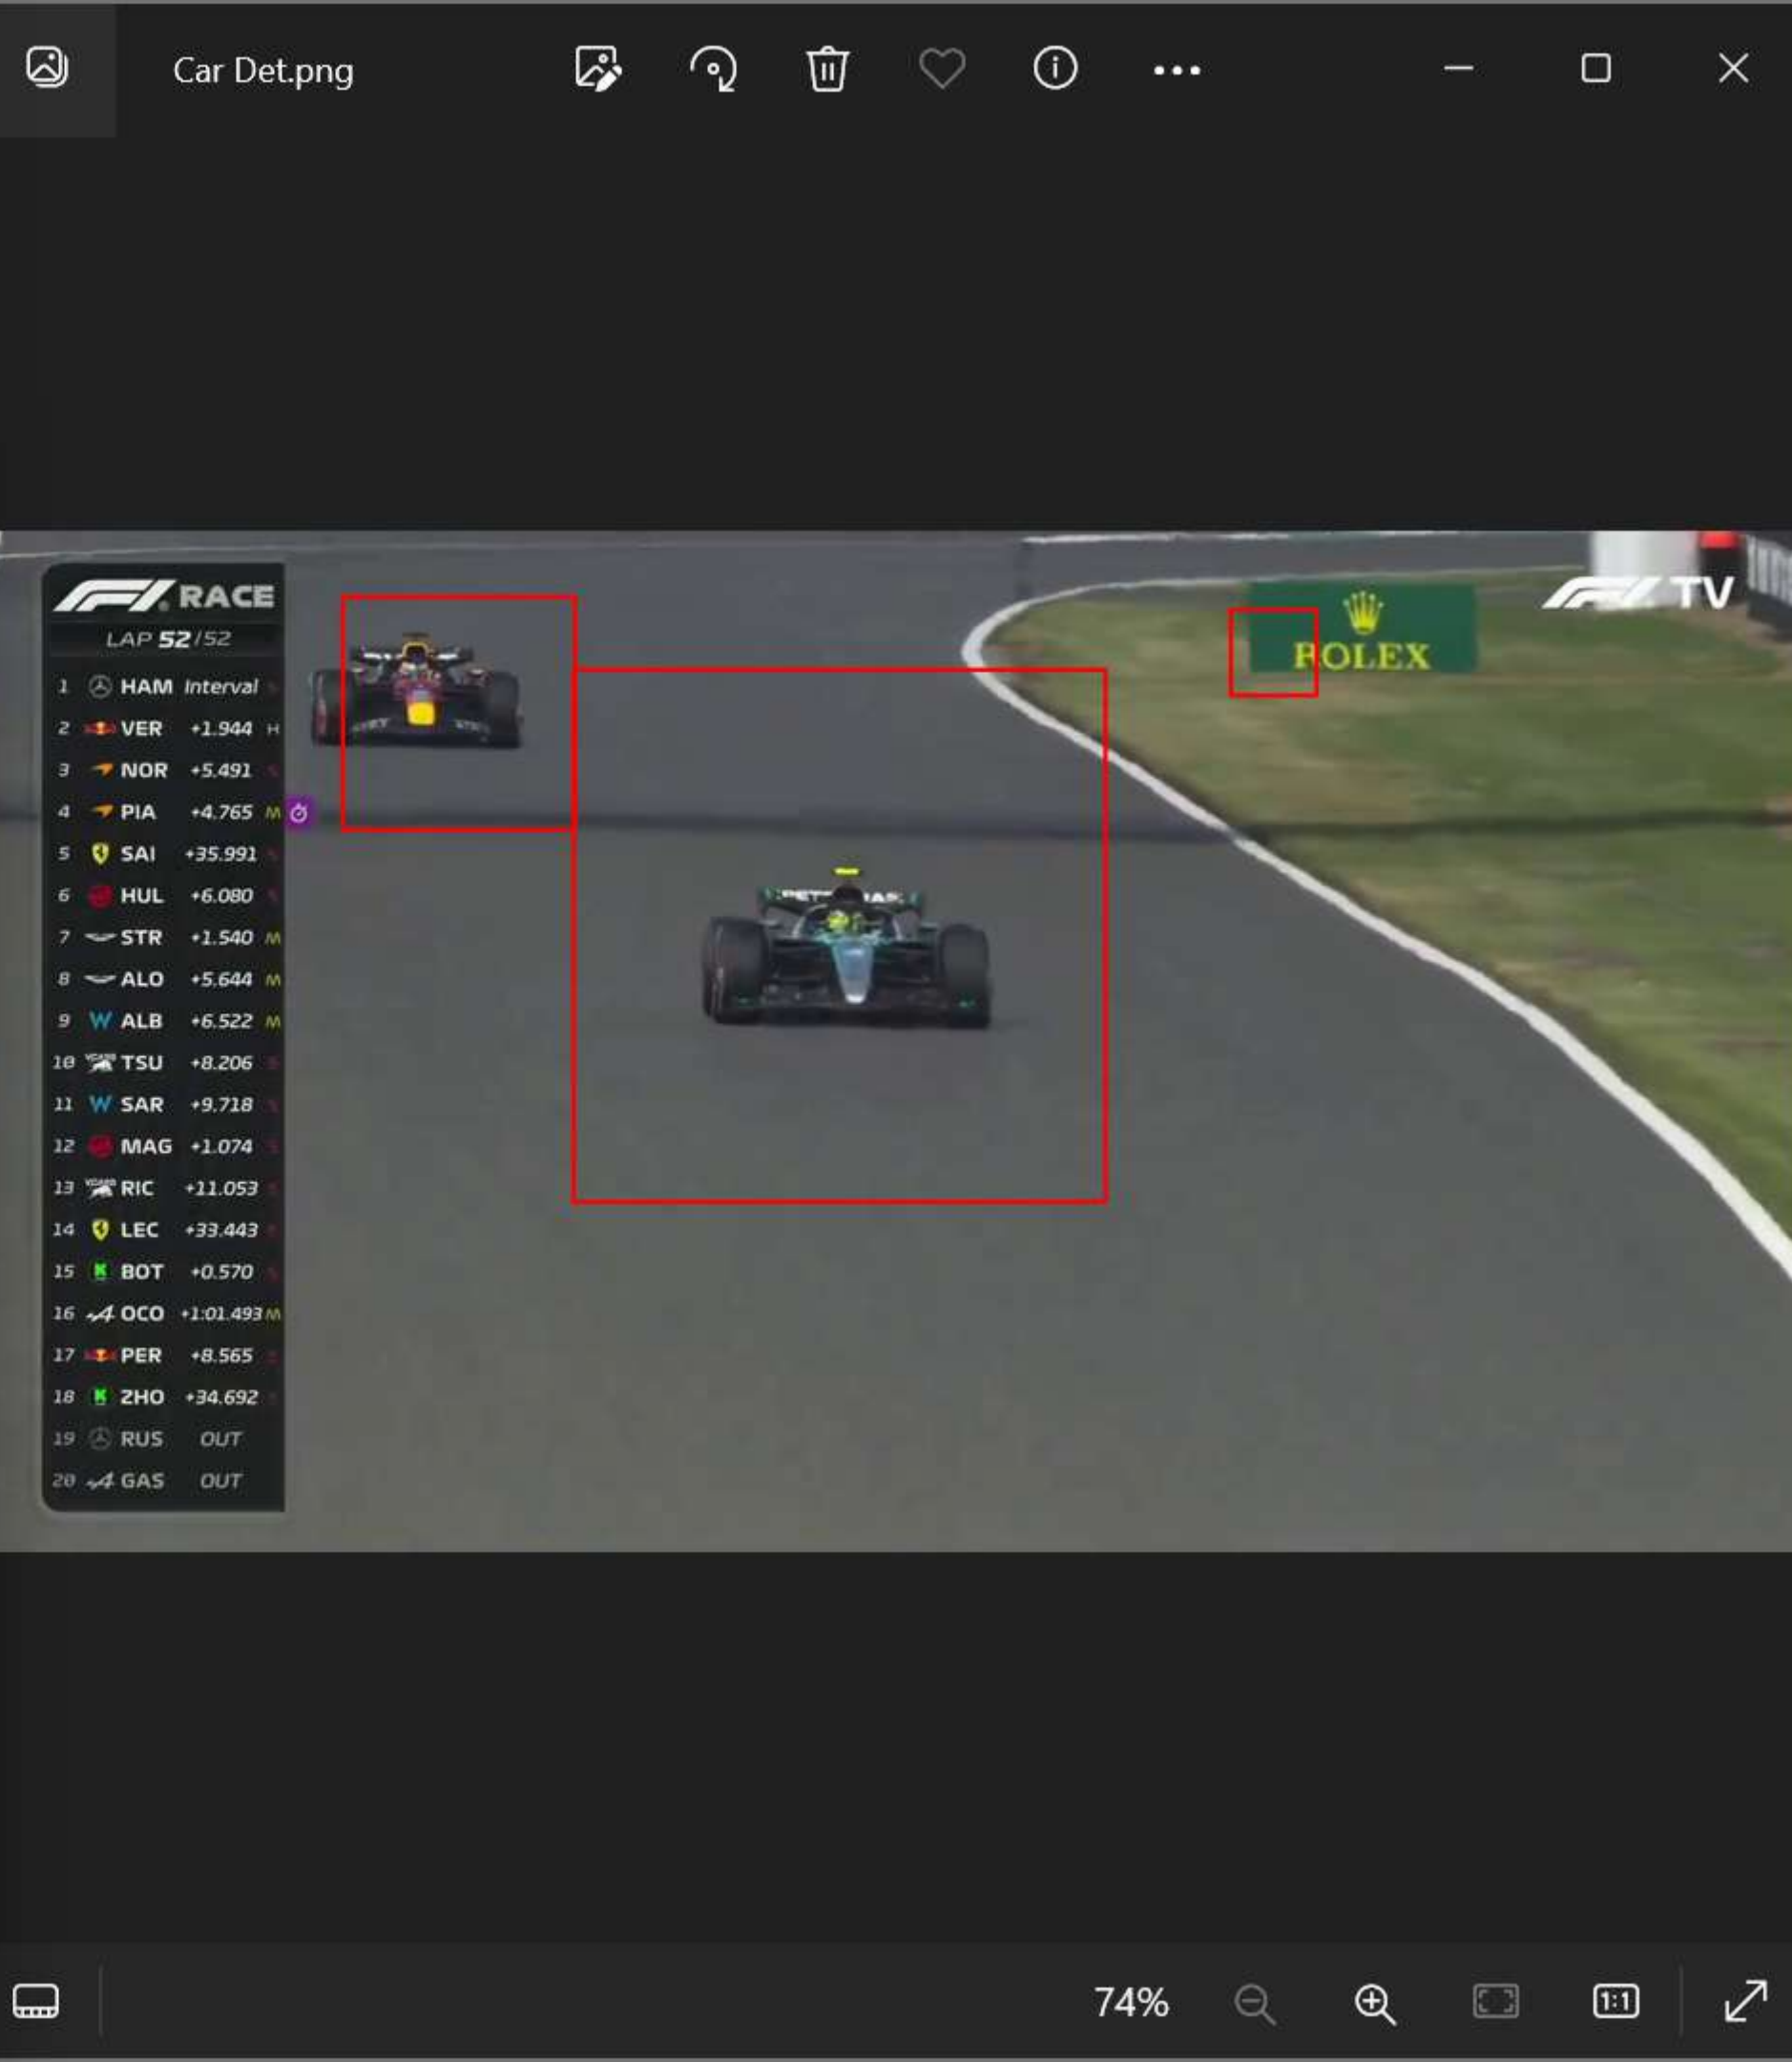 Car Det.png
F1 RACE
LAP 52/52
1 HAM Interval
2 VER +1.944 H
3 NOR +5.491
4 PIA +4.765 M
5 SAI +35.991
6 HUL +6.080
7 STR +1.540 M
8 ALO +5.644 M
9 ALB +6.522 M
10 TSU +8.206
11 SAR +9.718
12 MAG +1.074
13 RIC +11.053
14 LEC +33.443
15 BOT +0.570
16 OCO +1:01.493 M
17 PER +8.565
18 ZHO +34.692
19 RUS OUT
20 GAS OUT
F1 TV
ROLEX
74%
1:1